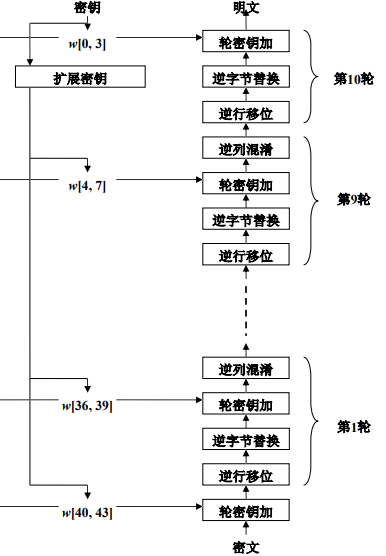 密钥
明文
w[0, 3]
轮密钥加
扩展密钥
逆字节替换
第10轮
逆行移位
逆列混淆
w[4, 7]
轮密钥加
第9轮
逆字节替换
逆行移位
逆列混淆
w[36, 39]
轮密钥加
第1轮
逆字节替换
逆行移位
w[40, 43]
轮密钥加
密文